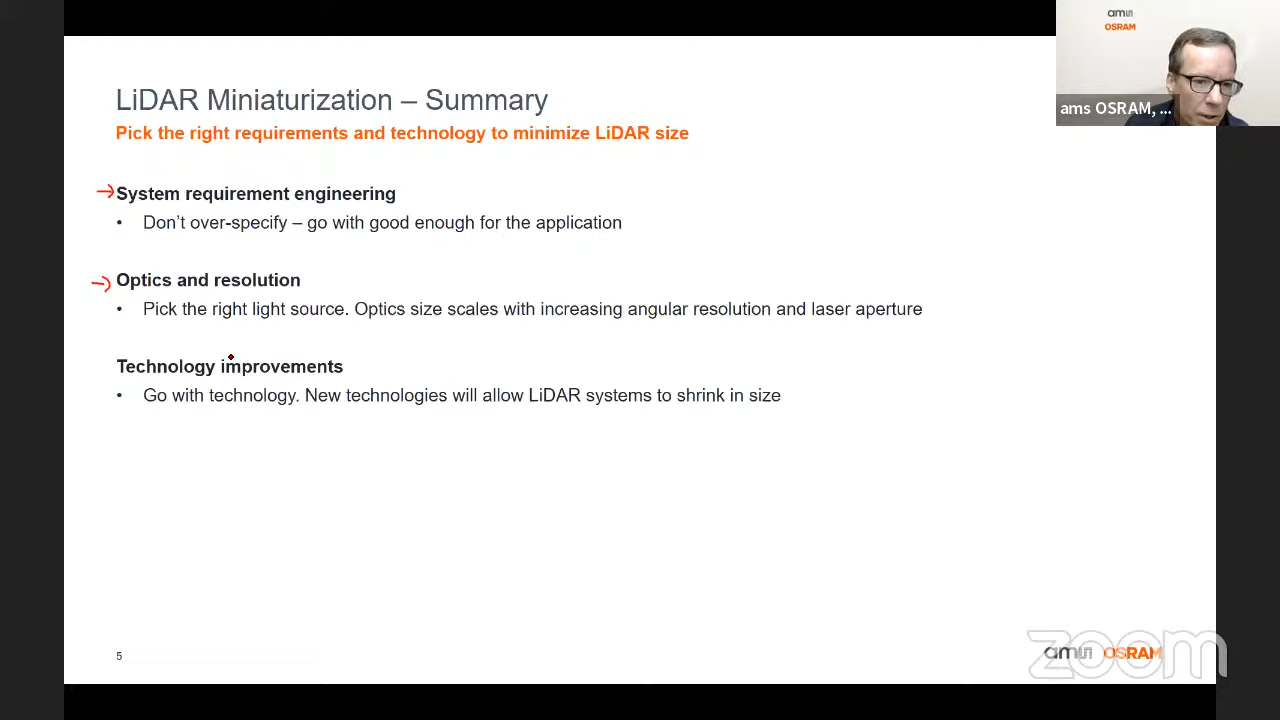 am
OSRAM
ams OSRAM, ...
LiDAR Miniaturization – Summary
Pick the right requirements and technology to minimize LiDAR size
System requirement engineering
• Don't over-specify – go with good enough for the application
Optics and resolution
• Pick the right light source. Optics size scales with increasing angular resolution and laser aperture
Technology improvements
• Go with technology. New technologies will allow LiDAR systems to shrink in size
5
amu OSRAM
zoom